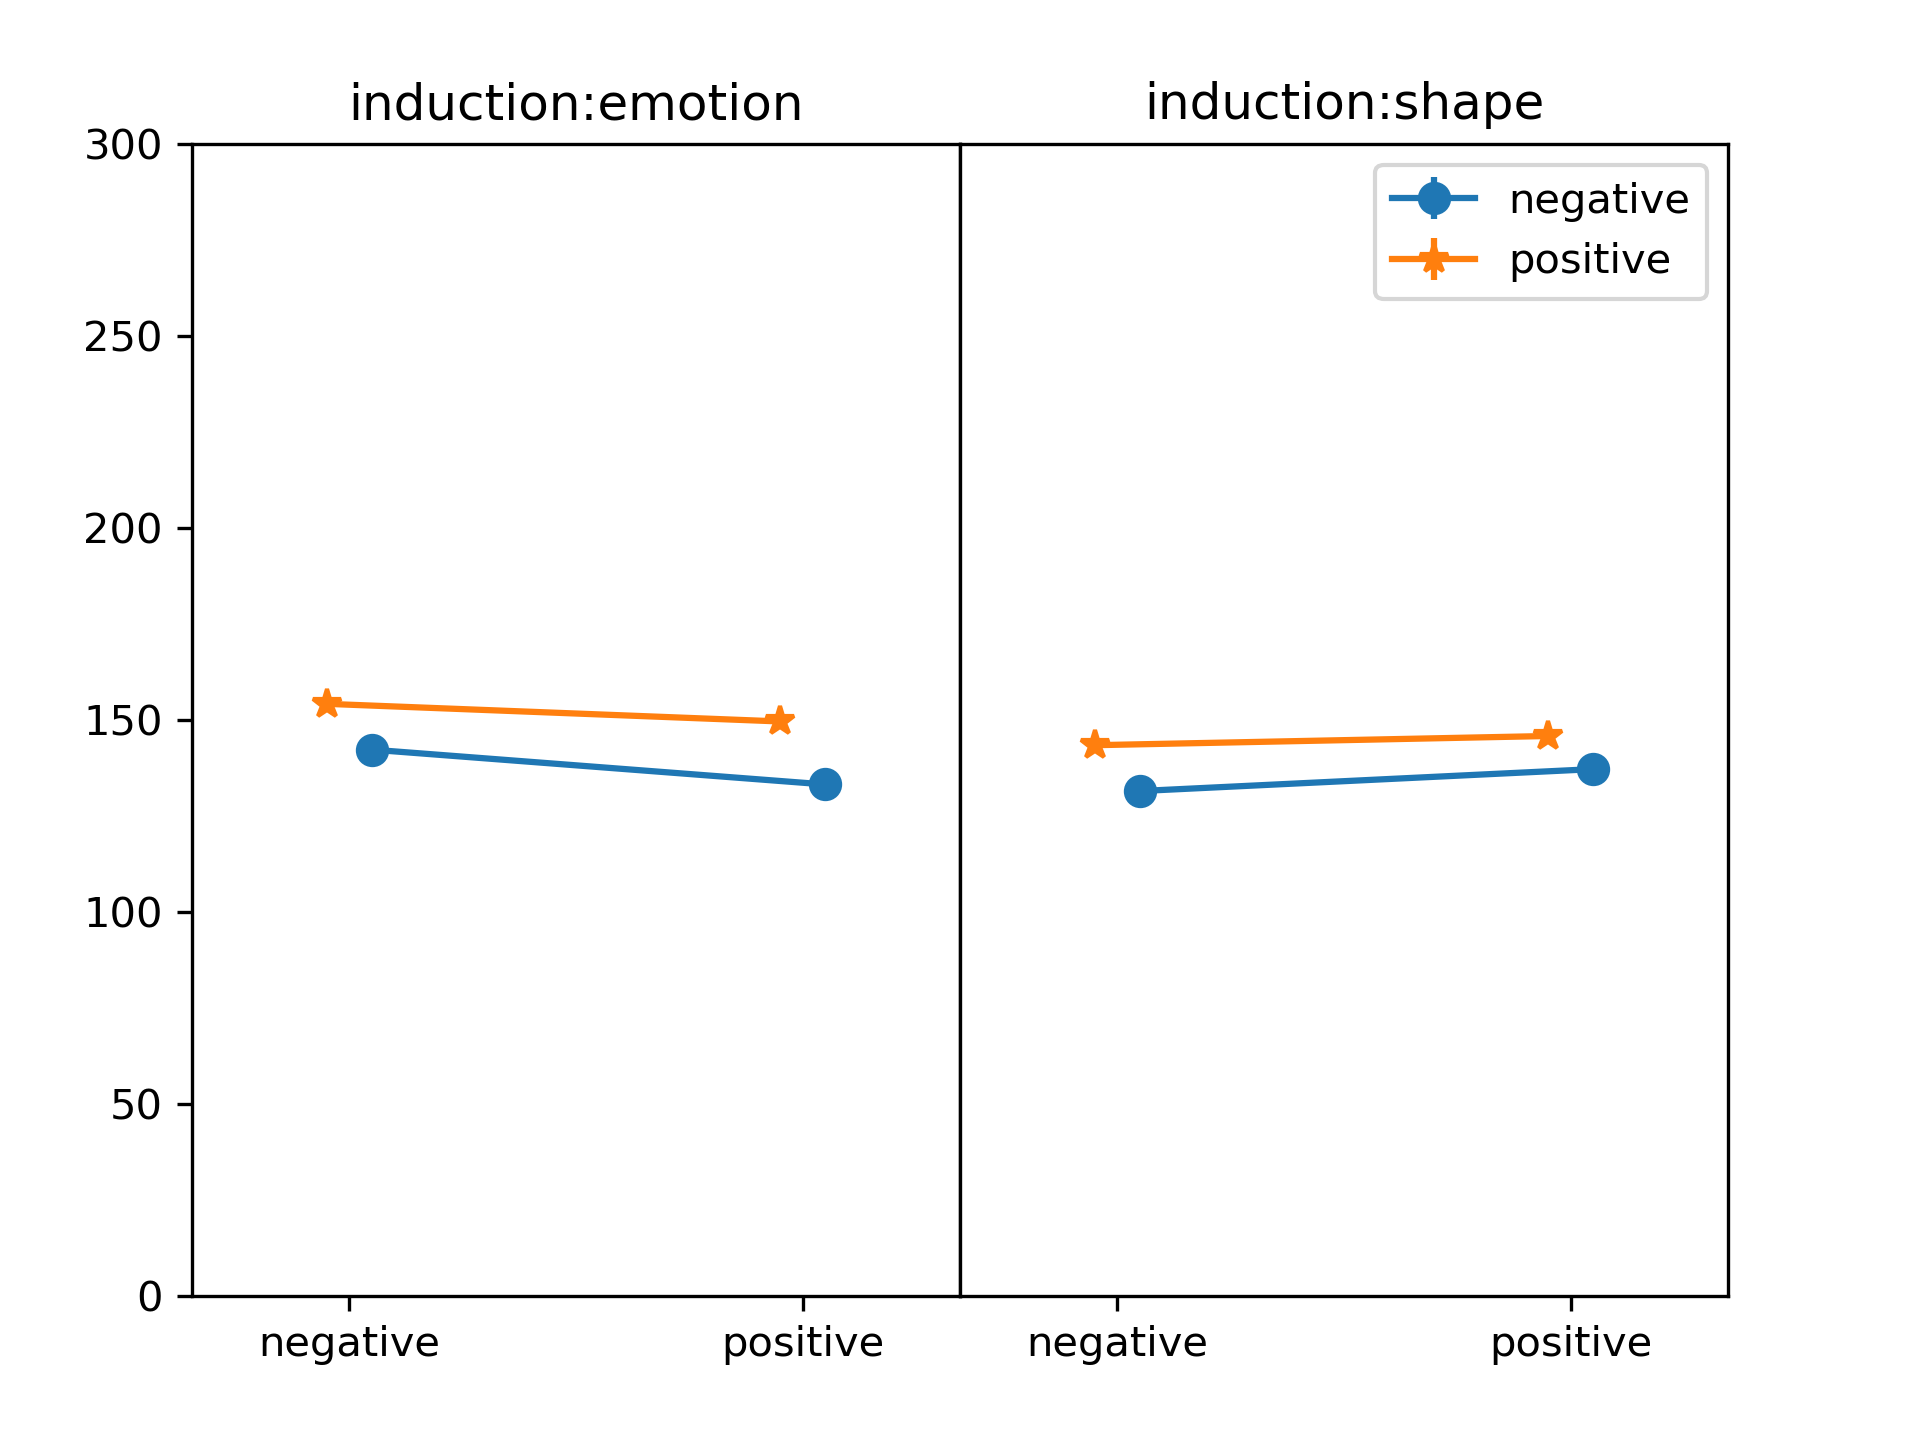 induction:emotion
induction:shape
300
250
200
150
100
50
0
negative
positive
negative
positive
negative
positive